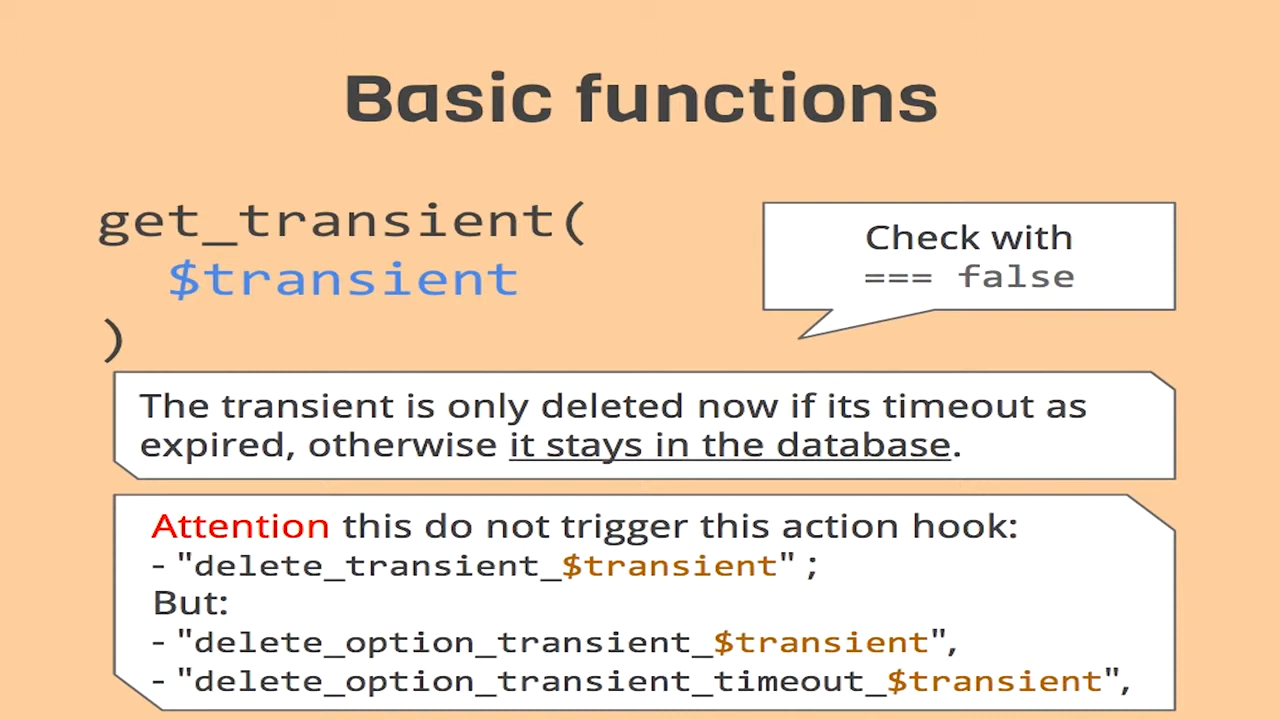 Basic functions
get_transient(
$transient
)
Check with
=== false
The transient is only deleted now if its timeout as
expired, otherwise it stays in the database.
Attention this do not trigger this action hook:
- "delete_transient_$transient" ;
But:
- "delete_option_transient_$transient",
- "delete_option_transient_timeout_$transient",